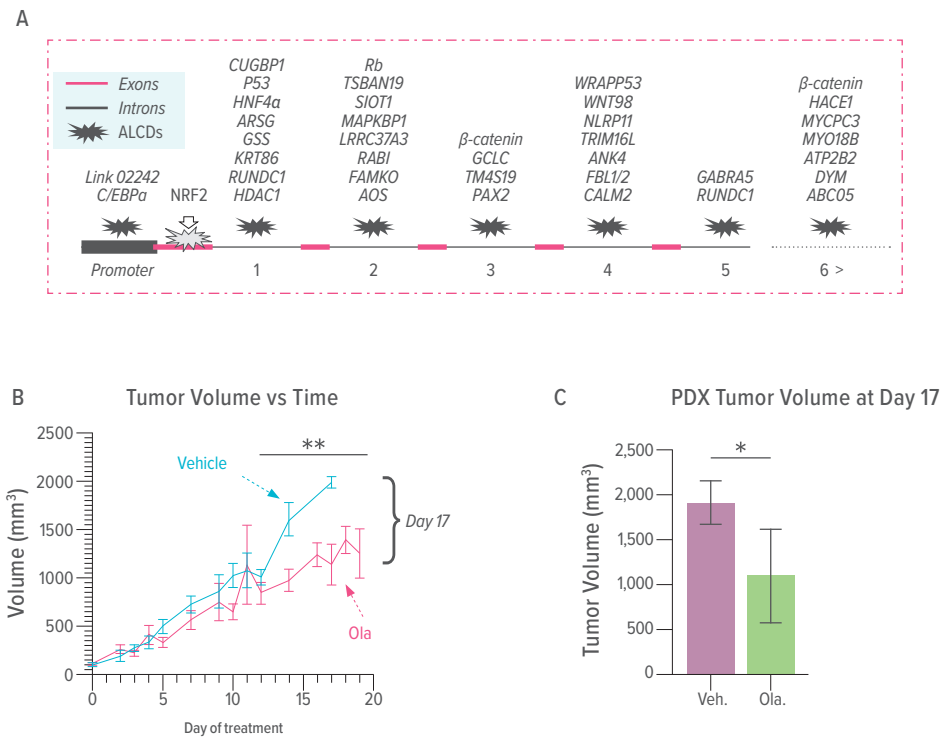 A
Exons
Introns
ALCDs
Link 02242
C/EBPα
NRF2
CUGBP1
P53
HNF4α
ARSG
GSS
KRT86
RUNDC1
HDAC1
Rb
TSBAN19
SIOT1
MAPKBP1
LRRC37A3
RABI
FAMKO
AOS
β-catenin
GCLC
TM4S19
PAX2
WRAPP53
WNT98
NLRP11
TRIM16L
ANK4
FBL1/2
CALM2
GABRA5
RUNDC1
β-catenin
HACE1
MYCPC3
MYO18B
ATP2B2
DYM
ABC05
Promoter 1 2 3 4 5 6 >
B
Tumor Volume vs Time
Volume (mm³)
2500
2000
1500
1000
500
0
Vehicle
**
Day 17
Ola
0 5 10 15 20
Day of treatment
C
PDX Tumor Volume at Day 17
Tumor Volume (mm³)
2,500
2,000
1,500
1,000
500
0
*
Veh. Ola.